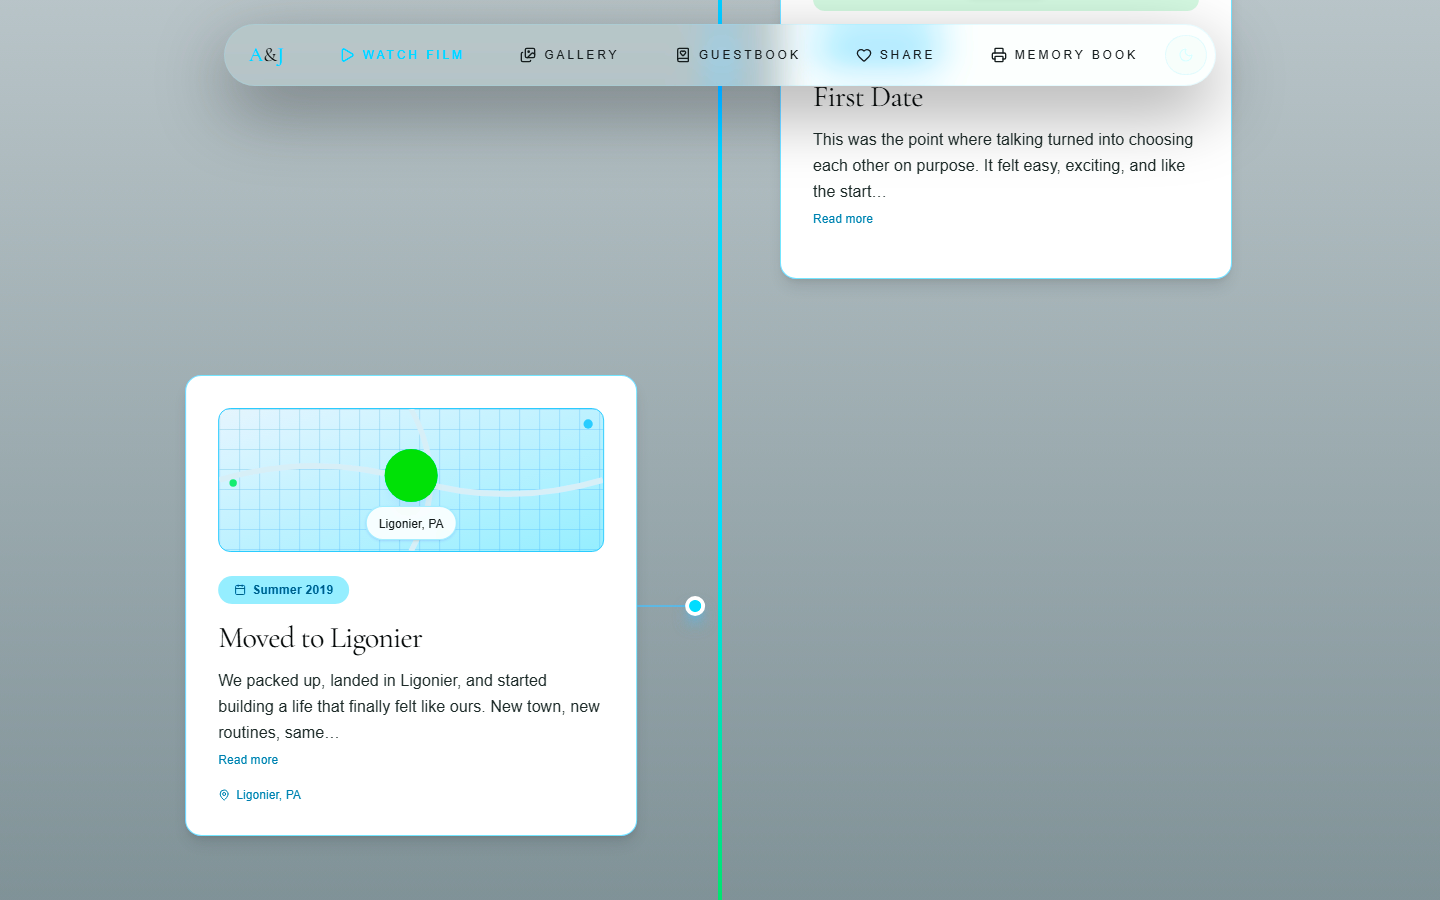 A&J
WATCH FILM
GALLERY
GUESTBOOK
SHARE
MEMORY BOOK
First Date
This was the point where talking turned into choosing
each other on purpose. It felt easy, exciting, and like
the start…
Read more
Ligonier, PA
Summer 2019
Moved to Ligonier
We packed up, landed in Ligonier, and started
building a life that finally felt like ours. New town, new
routines, same…
Read more
Ligonier, PA